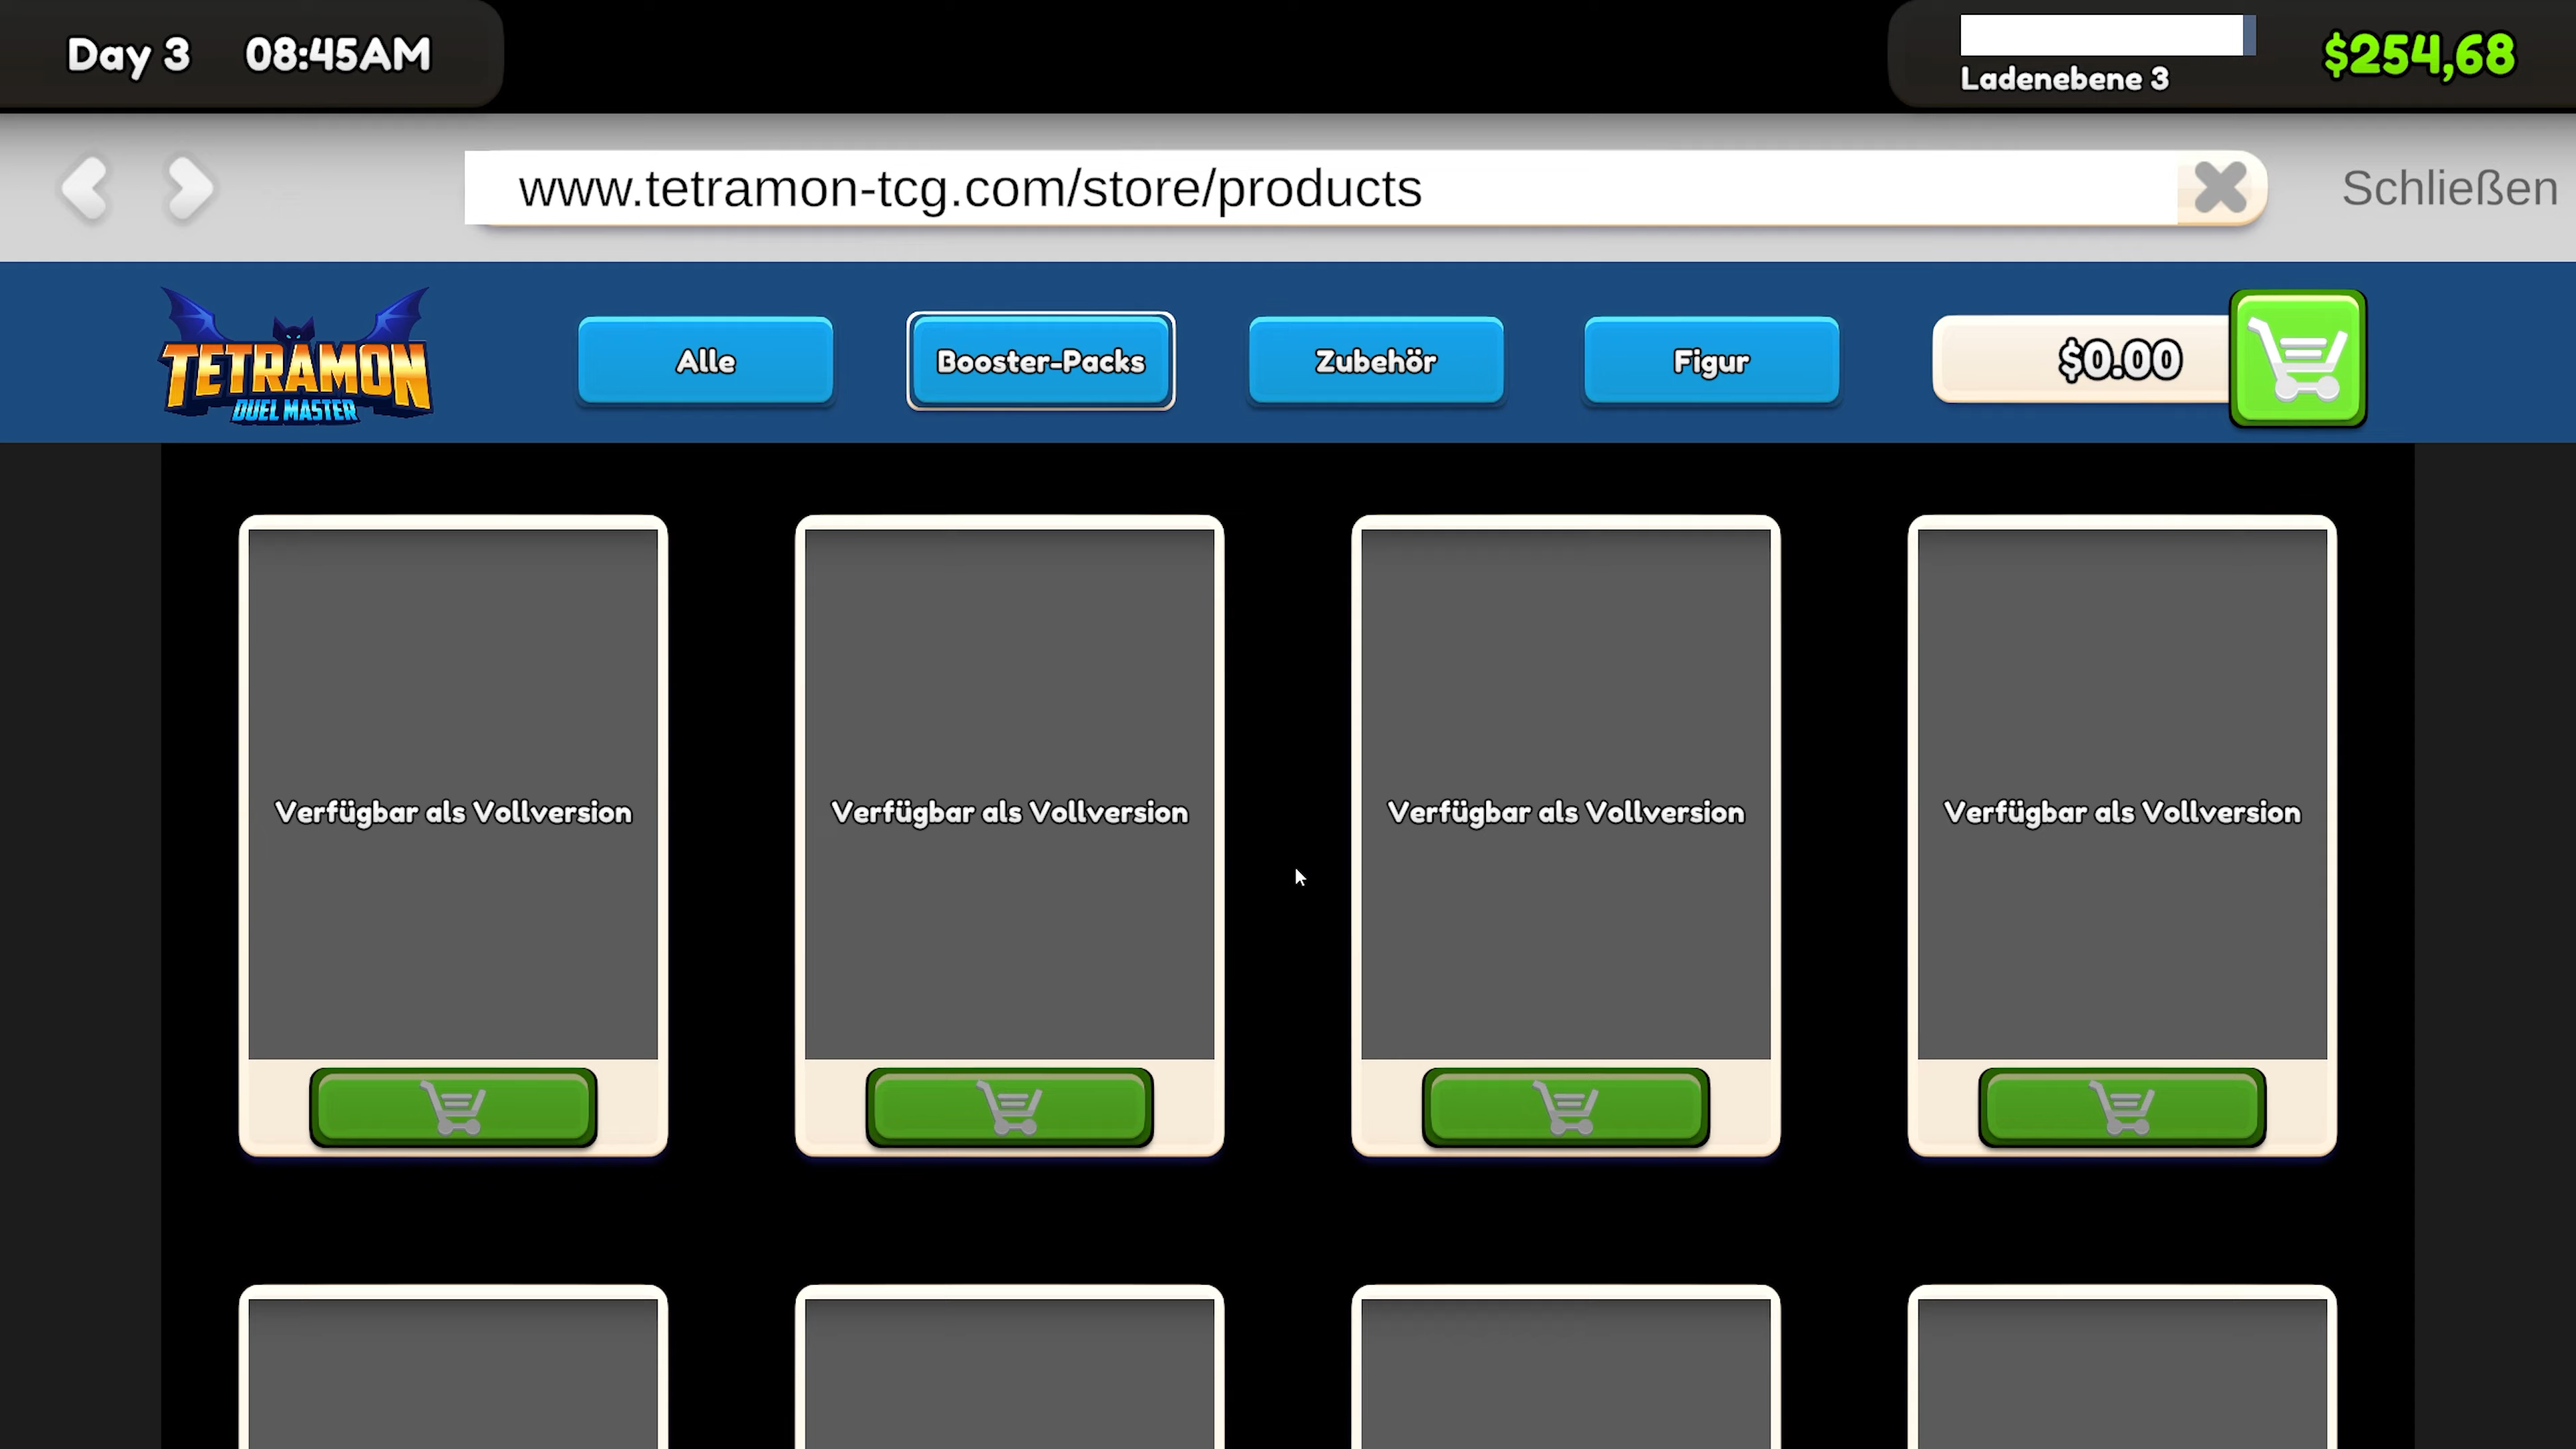 Day 3 08:45AM
Ladenebene 3
$254,68
www.tetramon-tcg.com/store/products
Schließen
TETRAMON
DUEL MASTER
Alle
Booster-Packs
Zubehör
Figur
$0.00
Verfügbar als Vollversion
Verfügbar als Vollversion
Verfügbar als Vollversion
Verfügbar als Vollversion